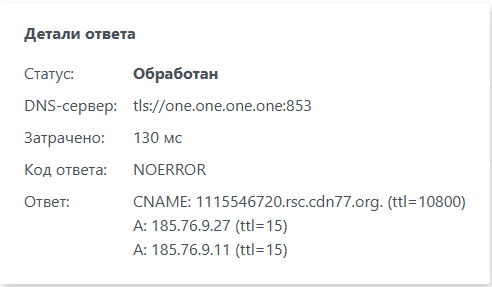 Детали ответа
Статус: Обработан
DNS-сервер: tls://one.one.one.one:853
Затрачено: 130 мс
Код ответа: NOERROR
Ответ: CNAME: 1115546720.rsc.cdn77.org. (ttl=10800)
A: 185.76.9.27 (ttl=15)
A: 185.76.9.11 (ttl=15)